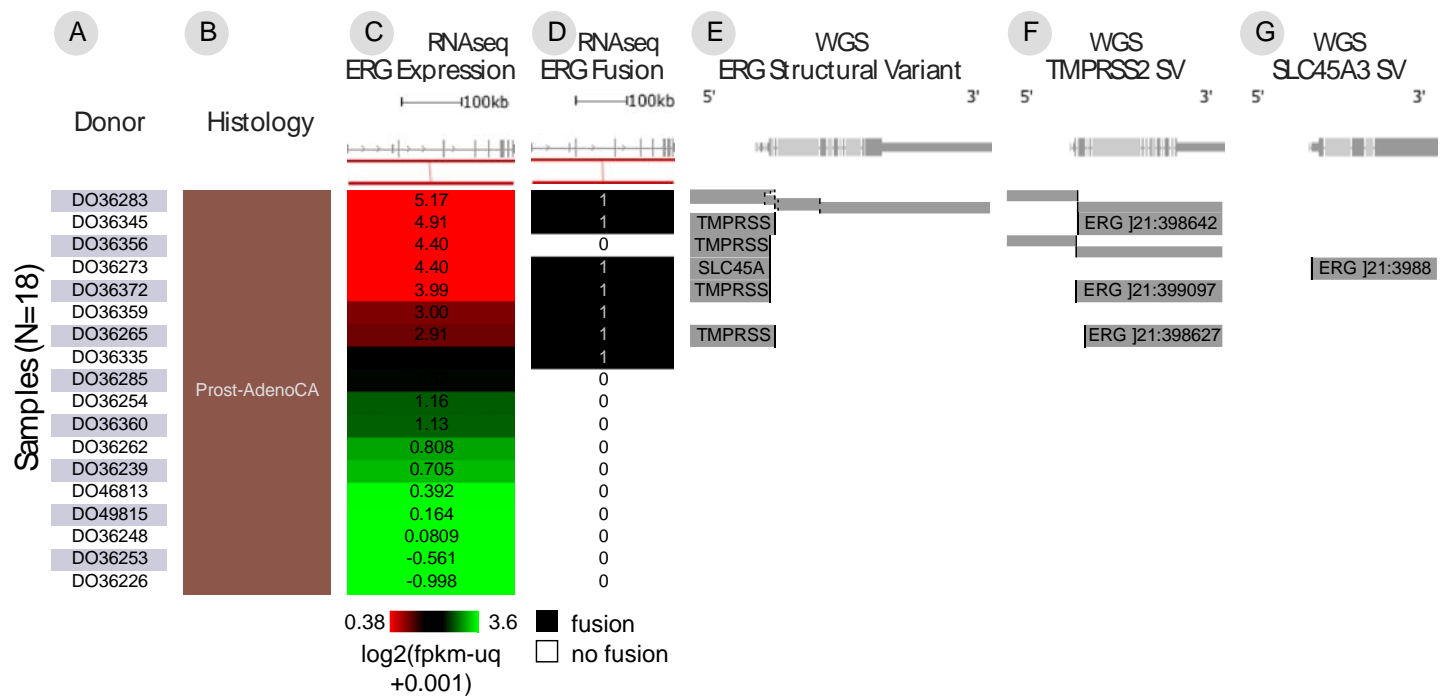 A
B
C
D
E
F
G
Donor
Histology
RNAseq
ERG Expression
RNAseq
ERG Fusion
WGS
ERG Structural Variant
WGS
TMPRSS2 SV
WGS
SLC45A3 SV
100kb
100kb
5' 3'
5' 3'
5' 3'
Samples (N=18)
Prost-AdenoCA
DO36283 5.17 1
DO36345 4.91 1 TMPRSS ERG ]21:398642
DO36356 4.40 0 TMPRSS
DO36273 4.40 1 SLC45A ERG ]21:3988
DO36372 3.99 1 TMPRSS ERG ]21:399097
DO36359 3.00 1
DO36265 2.91 1 TMPRSS ERG ]21:398627
DO36335 1
DO36285 0
DO36254 1.16 0
DO36360 1.13 0
DO36262 0.808 0
DO36239 0.705 0
DO46813 0.392 0
DO49815 0.164 0
DO36248 0.0809 0
DO36253 -0.561 0
DO36226 -0.998 0
0.38 3.6
log2(fpkm-uq
+0.001)
fusion
no fusion